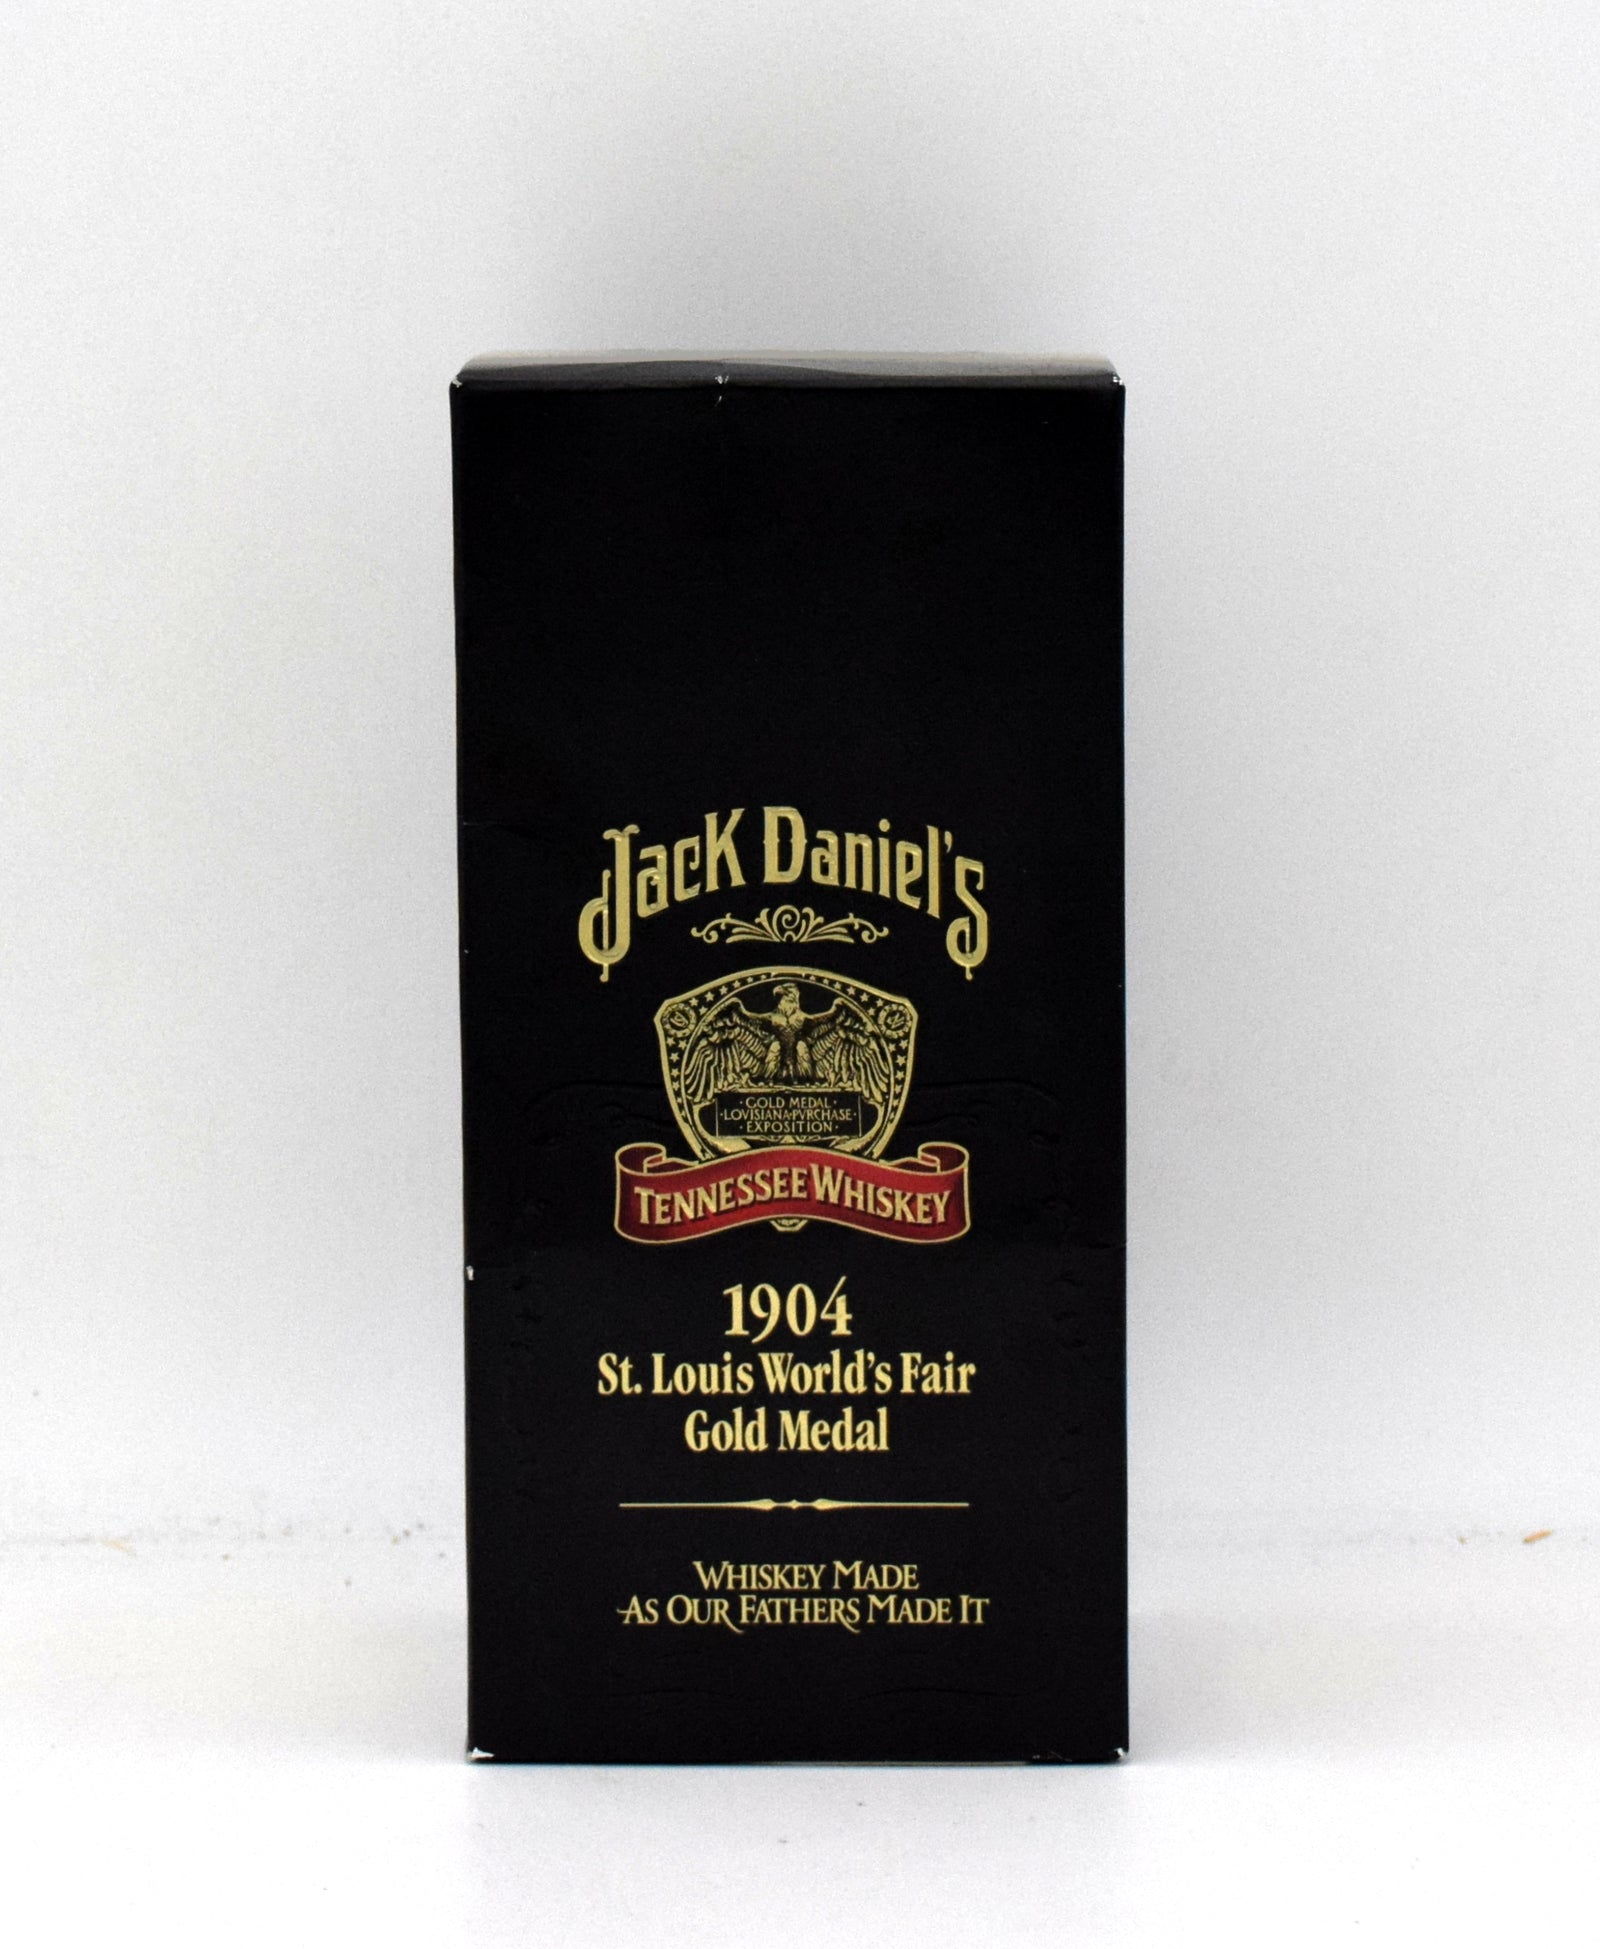 Jack Daniel's
·GOLD MEDAL·
·LOVISIANA·PVRCHASE·
·EXPOSITION·
TENNESSEE WHISKEY
1904
St. Louis World's Fair
Gold Medal
WHISKEY MADE
AS OUR FATHERS MADE IT